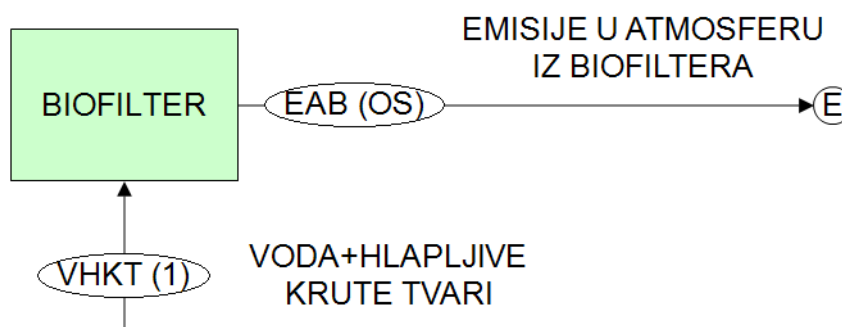 EMISIJE U ATMOSFERU
IZ BIOFILTERA
BIOFILTER
EAB (OS)
E
VHKT (1)
VODA+HLAPLJIVE
KRUTE TVARI